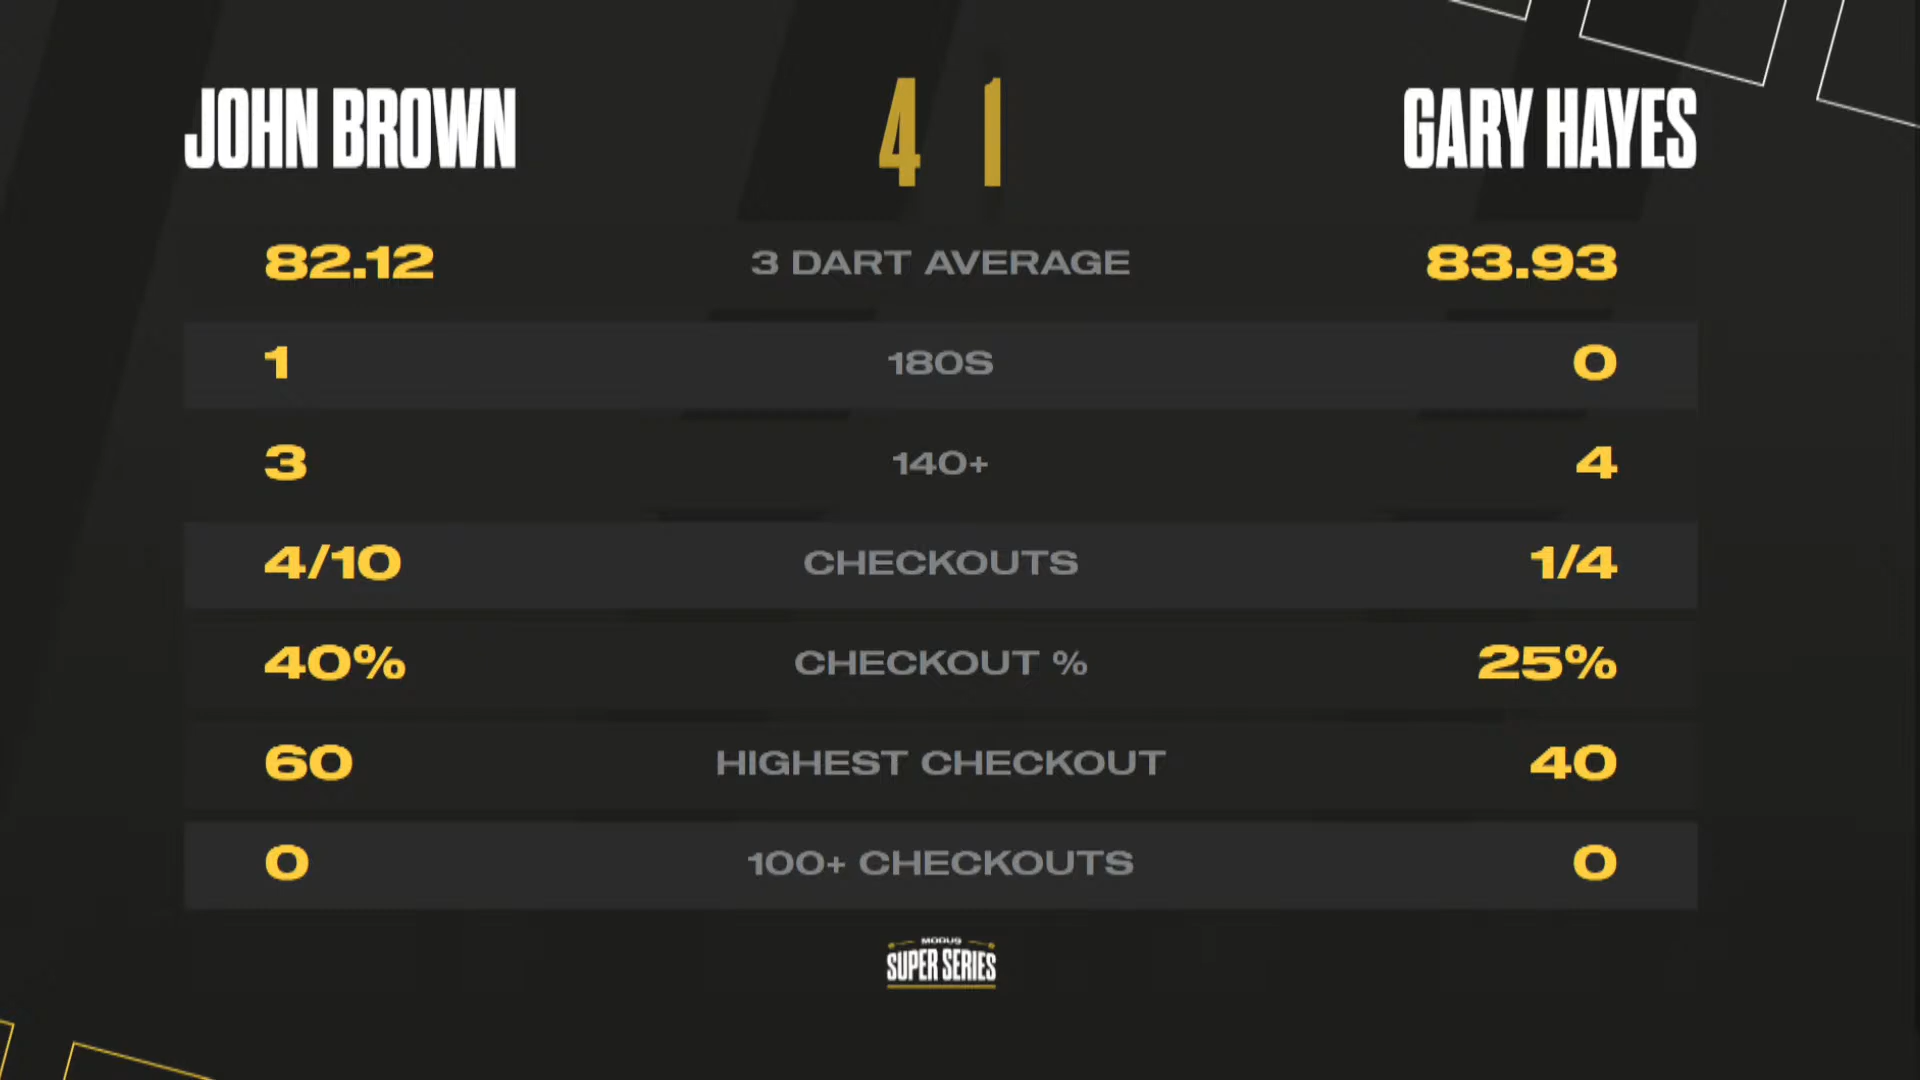 JOHN BROWN 4 1 GARY HAYES
82.12 3 DART AVERAGE 83.93
1 180S 0
3 140+ 4
4/10 CHECKOUTS 1/4
40% CHECKOUT % 25%
60 HIGHEST CHECKOUT 40
0 100+ CHECKOUTS 0
MODUS
SUPER SERIES